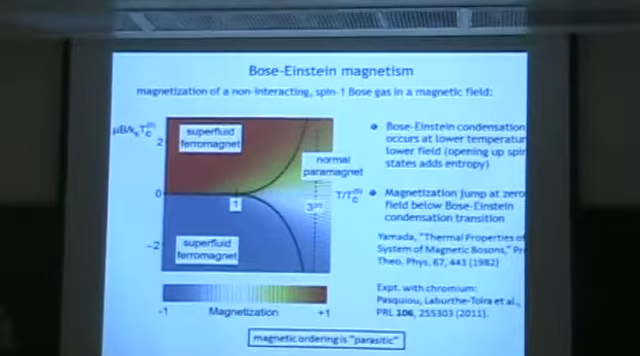 Bose-Einstein magnetism
magnetization of a non-interacting, spin-1 Bose gas in a magnetic field:
2
superfluid
ferromagnet
normal
paramagnet
0
1
-2
superfluid
ferromagnet
-1
Magnetization
+1
Bose-Einstein condensation
occurs at lower
lower field (opening up
states adds entropy)
Magnetization jump at zero
field below Bose-Einstein
condensation transition
Yamada, "Thermal Properties of
System of Magnetic Bosons,"
Theo. Phys. 67, 443 (1982)
Expt. with chromium:
Pasquiou, Laburthe-Tolra et al.,
PRL 106, 255303 (2011).
magnetic ordering is "parasitic"